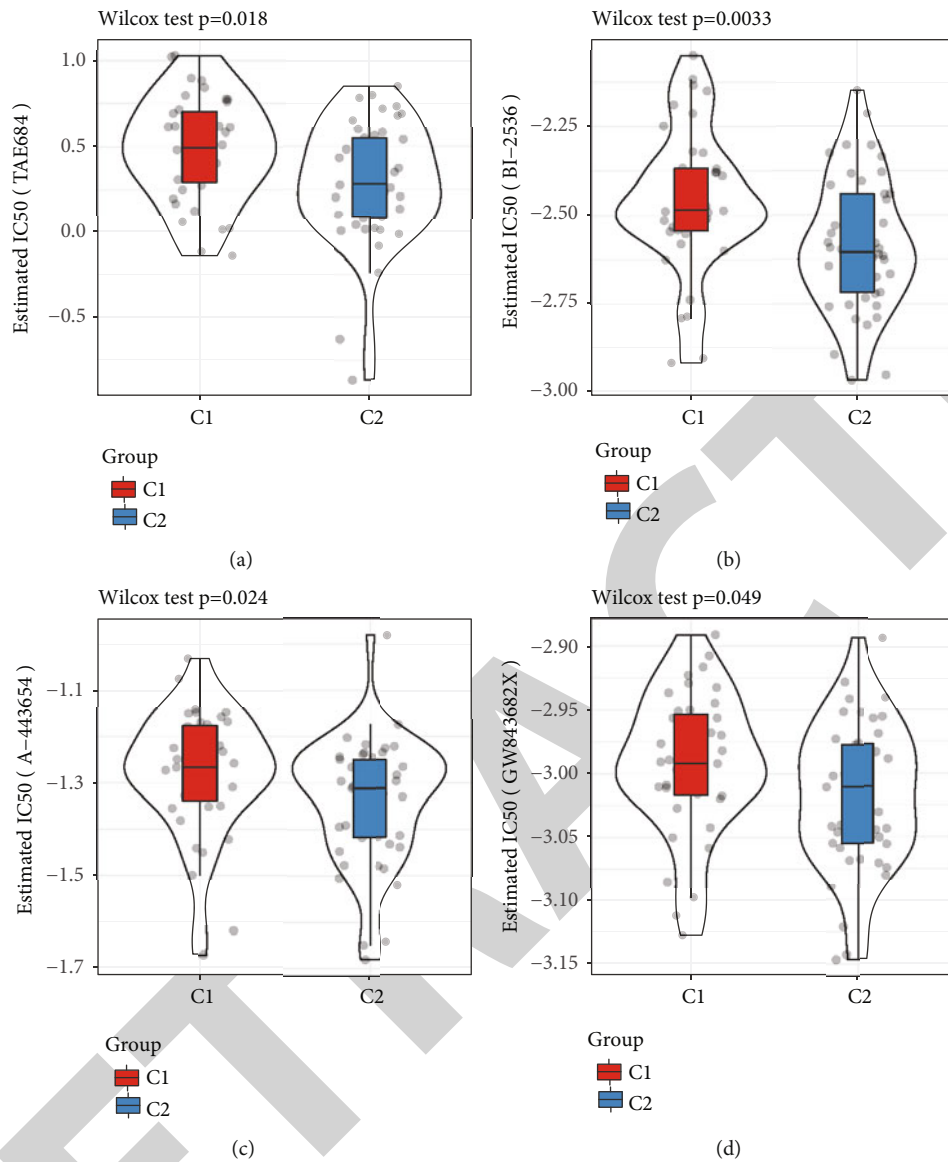 Wilcox test p=0.018
Estimated IC50 ( TAE684 )
1.0
0.5
0.0
−0.5
C1 C2
Group
C1
C2
(a)
Wilcox test p=0.0033
Estimated IC50 ( BI−2536 )
−2.25
−2.50
−2.75
−3.00
C1 C2
Group
C1
C2
(b)
Wilcox test p=0.024
Estimated IC50 ( A−443654 )
−1.1
−1.3
−1.5
−1.7
C1 C2
Group
C1
C2
(c)
Wilcox test p=0.049
Estimated IC50 ( GW843682X )
−2.90
−2.95
−3.00
−3.05
−3.10
−3.15
C1 C2
Group
C1
C2
(d)